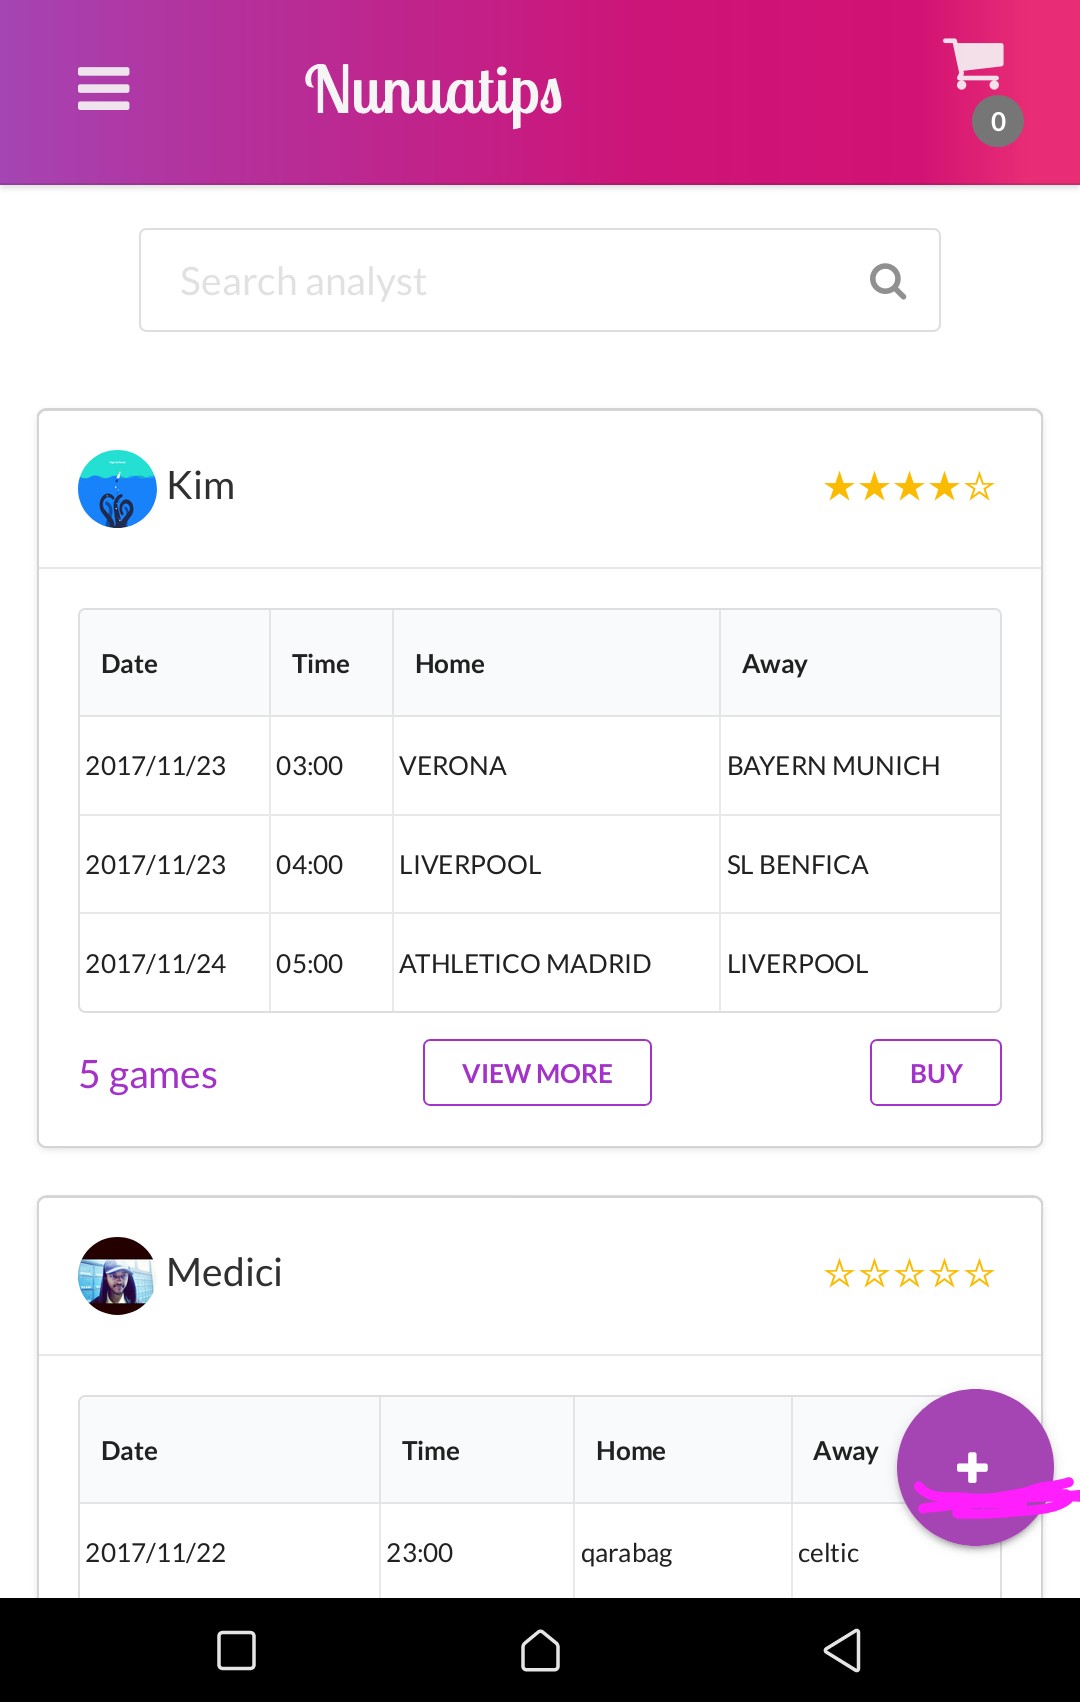 Nunuatips
0
Search analyst
Kim
Date Time Home Away
2017/11/23 03:00 VERONA BAYERN MUNICH
2017/11/23 04:00 LIVERPOOL SL BENFICA
2017/11/24 05:00 ATHLETICO MADRID LIVERPOOL
5 games VIEW MORE BUY
Medici
Date Time Home Away
2017/11/22 23:00 qarabag celtic